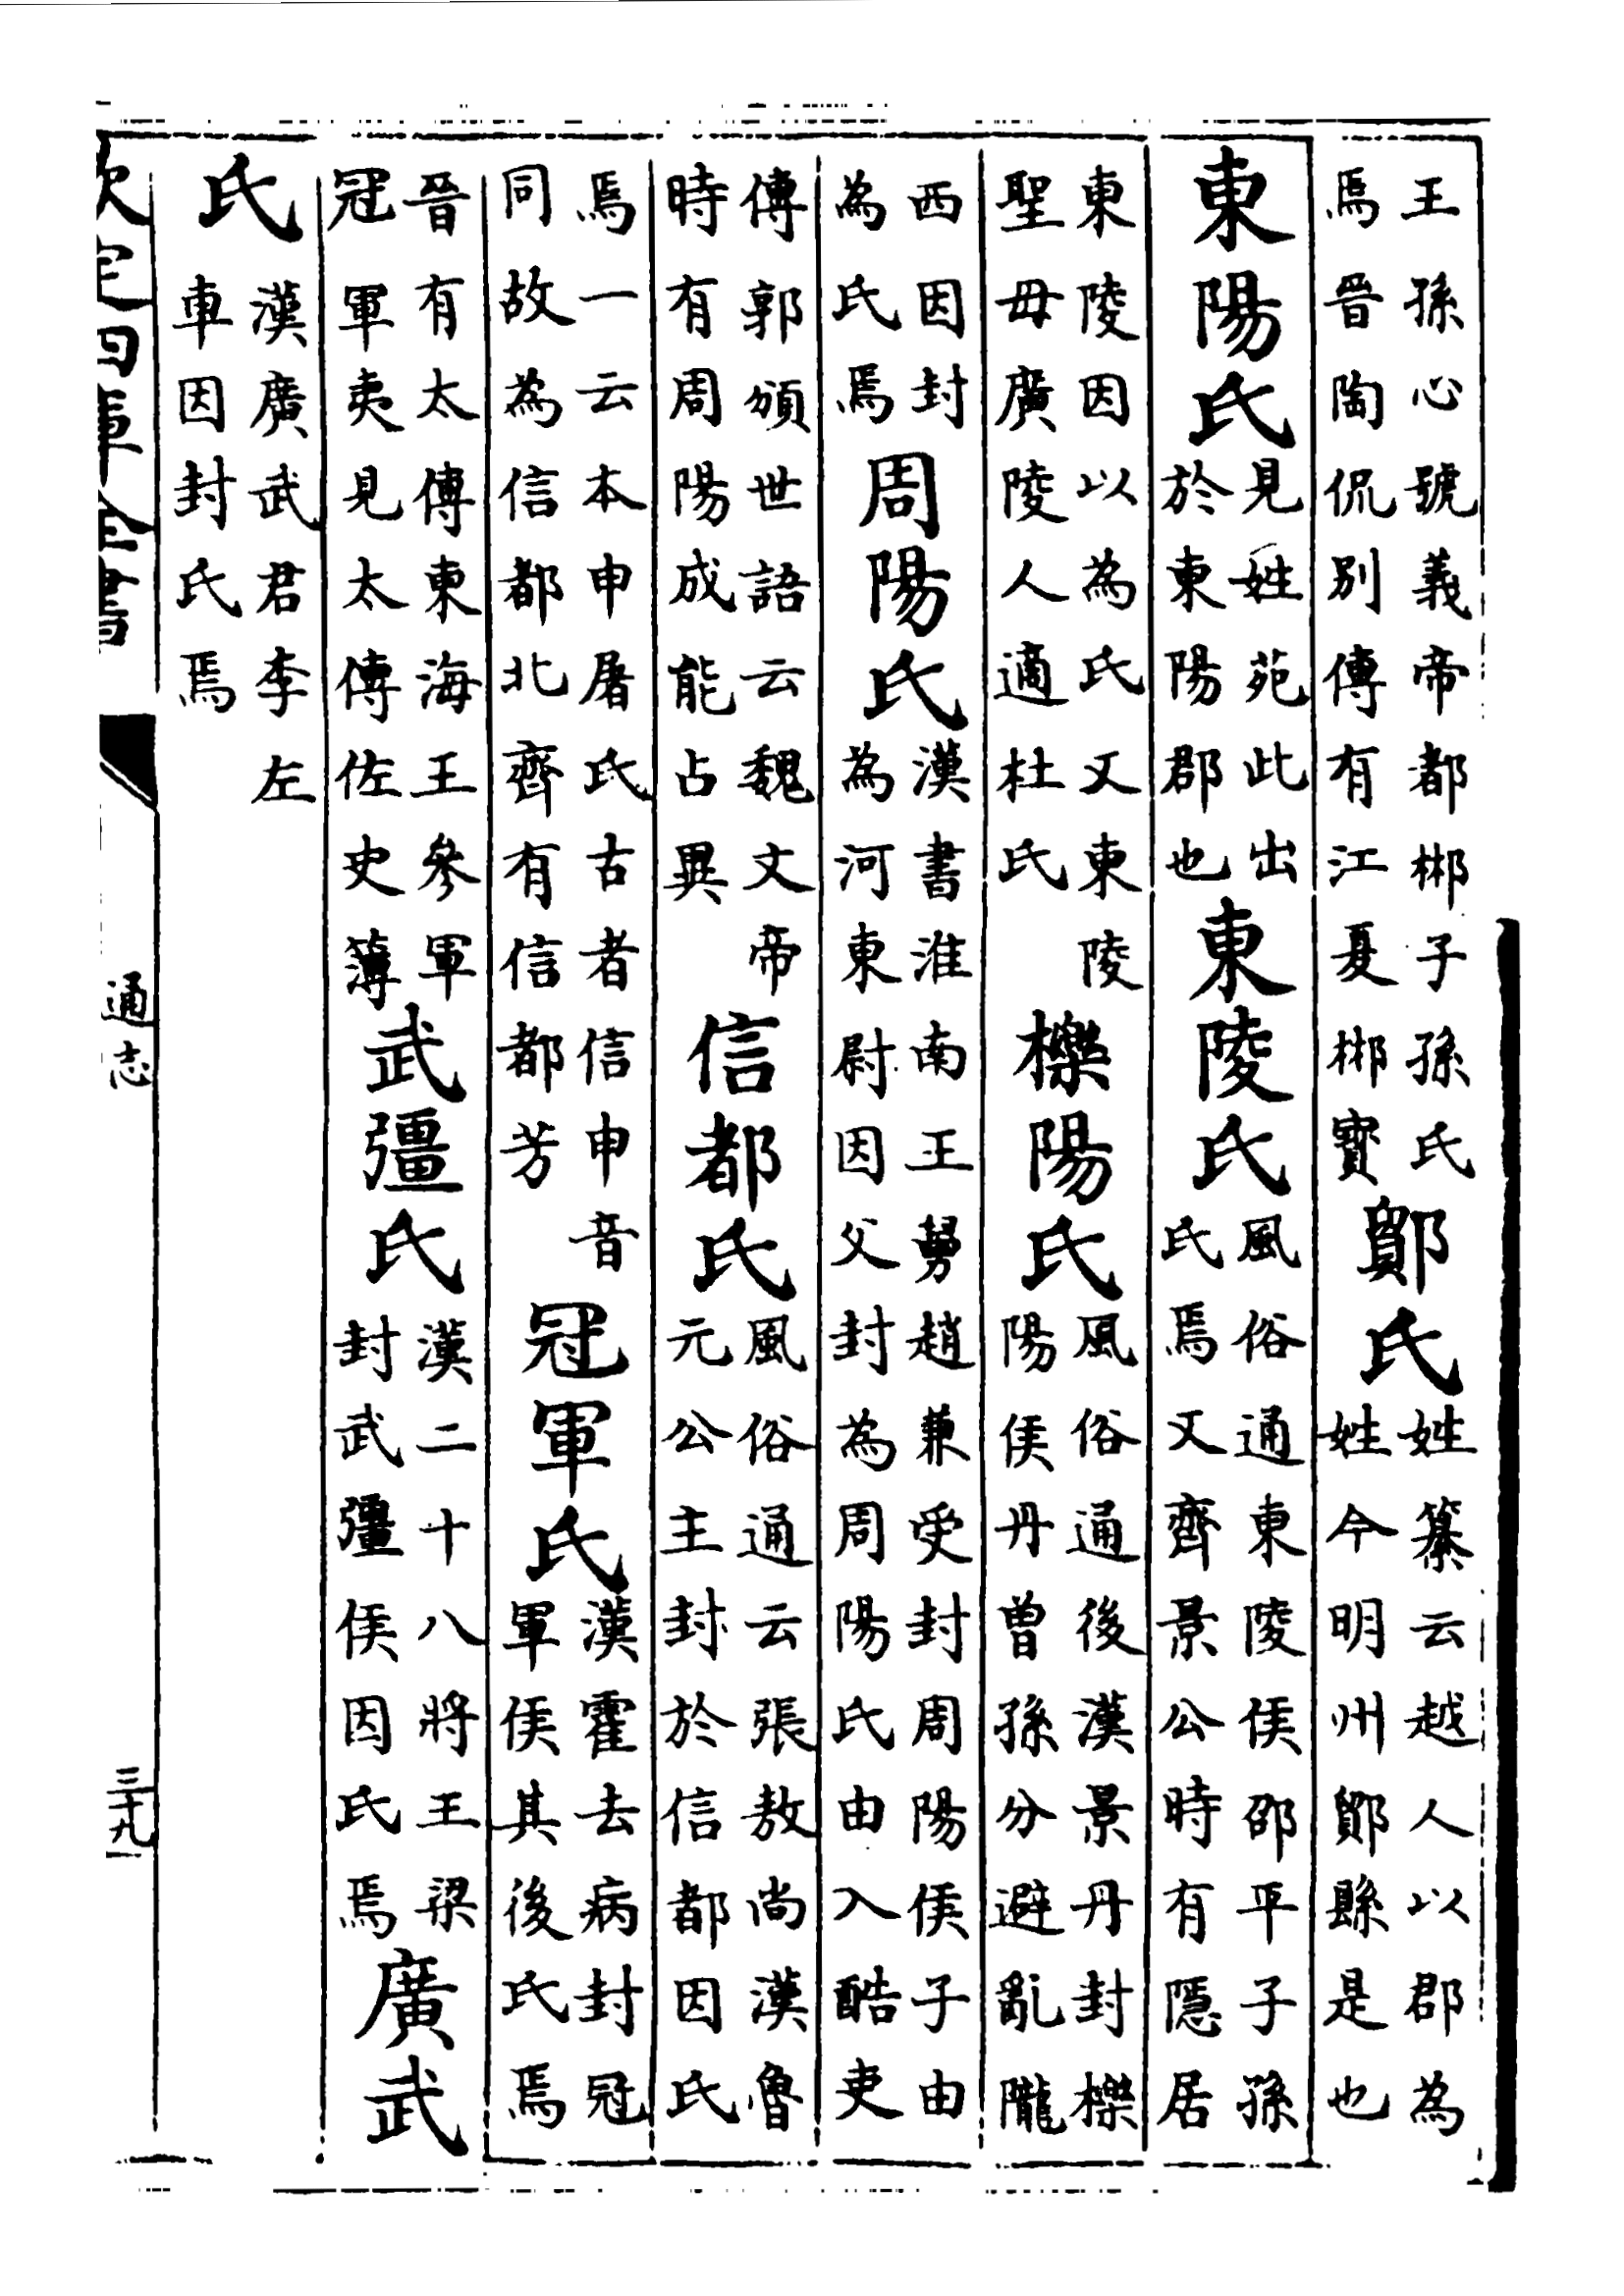 王孫心號義帝都郴子孫氏焉晉陶侃別傳有江夏郴寳鄮氏姓纂云越人以郡為姓今明州鄮縣是也
東陽氏見姓苑此出於東陽郡也東陵氏風俗通東陵侯邵平子孫氏焉又齊景公時有隱居
東陵因以為氏又東陵聖母廣陵人適杜氏櫟陽氏風俗通後漢景丹封櫟陽侯丹曾孫分避亂隴
西因封為氏焉周陽氏漢書淮南王舅趙兼受封周陽侯子由為河東尉因父封為周陽氏由入酷吏
傳郭頒世語云魏文帝時有周陽成能占異信都氏風俗通云張敖尚漢魯元公主封於信都因氏
焉一云本申屠氏古者信申音同故為信都北齊有信都芳冠軍氏漢霍去病封冠軍侯其後氏焉
晉有太傅東海王參軍冠軍夷見太傅佐史簿武彊氏漢二十八將王梁封武彊侯因氏焉廣武
氏漢廣武君李左車因封氏焉
欽定四庫全書
通志
三十九